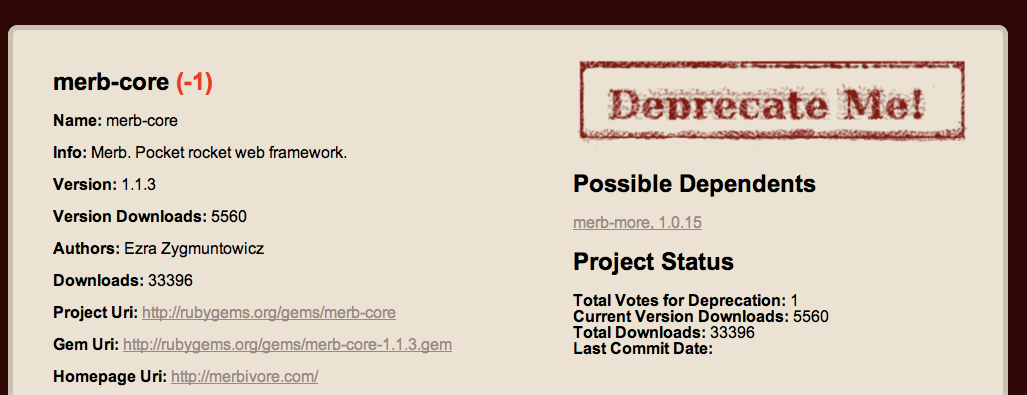 merb-core (-1)
Name: merb-core
Info: Merb. Pocket rocket web framework.
Version: 1.1.3
Version Downloads: 5560
Authors: Ezra Zygmuntowicz
Downloads: 33396
Project Uri: http://rubygems.org/gems/merb-core
Gem Uri: http://rubygems.org/gems/merb-core-1.1.3.gem
Homepage Uri: http://merbivore.com/
Deprecate Me!
Possible Dependents
merb-more, 1.0.15
Project Status
Total Votes for Deprecation: 1
Current Version Downloads: 5560
Total Downloads: 33396
Last Commit Date: